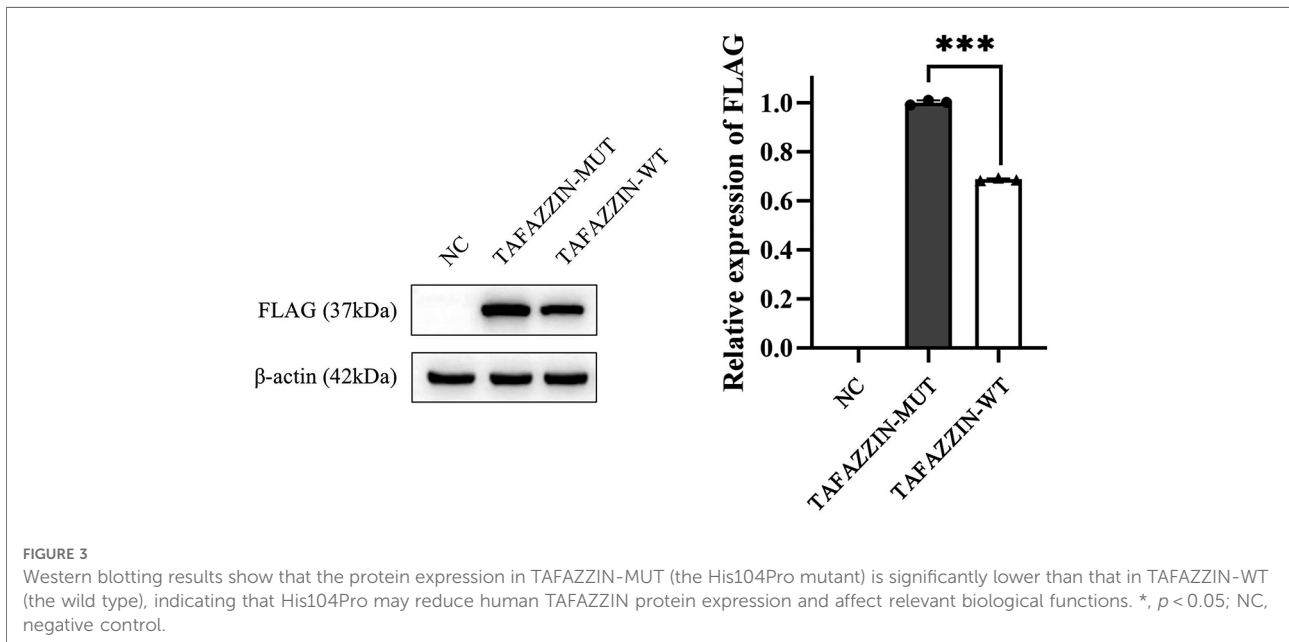 NC
TAFAZZIN-MUT
TAFAZZIN-WT
FLAG (37kDa)
β-actin (42kDa)
Relative expression of FLAG
***
1.0
0.8
0.6
0.4
0.2
0.0
NC
TAFAZZIN-MUT
TAFAZZIN-WT
FIGURE 3
Western blotting results show that the protein expression in TAFAZZIN-MUT (the His104Pro mutant) is significantly lower than that in TAFAZZIN-WT
(the wild type), indicating that His104Pro may reduce human TAFAZZIN protein expression and affect relevant biological functions. *, p < 0.05; NC,
negative control.